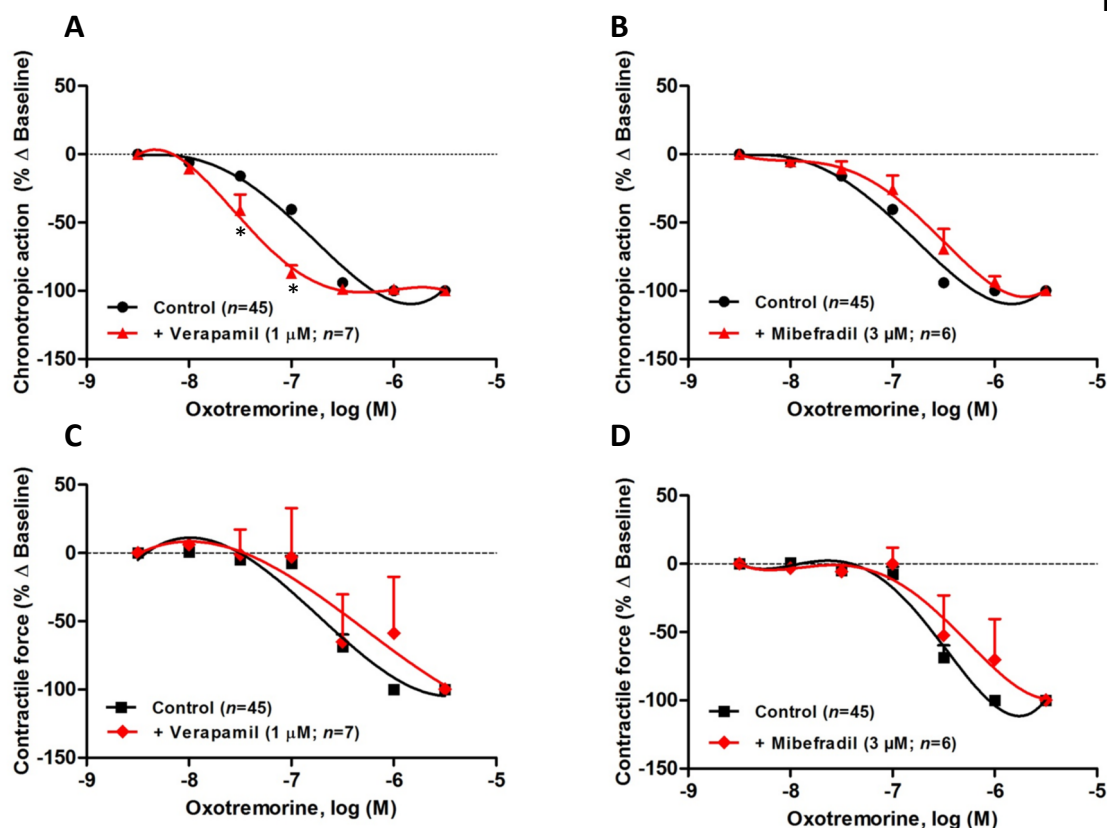 A
Chronotropic action (% Δ Baseline)
50
0
-50
-100
-150
*
*
Control (n=45)
+ Verapamil (1 μM; n=7)
-9
-8
-7
-6
-5
Oxotremorine, log (M)
B
Chronotropic action (% Δ Baseline)
50
0
-50
-100
-150
Control (n=45)
+ Mibefradil (3 μM; n=6)
-9
-8
-7
-6
-5
Oxotremorine, log (M)
C
Contractile force (% Δ Baseline)
50
0
-50
-100
-150
Control (n=45)
+ Verapamil (1 μM; n=7)
-9
-8
-7
-6
-5
Oxotremorine, log (M)
D
Contractile force (% Δ Baseline)
50
0
-50
-100
-150
Control (n=45)
+ Mibefradil (3 μM; n=6)
-9
-8
-7
-6
-5
Oxotremorine, log (M)